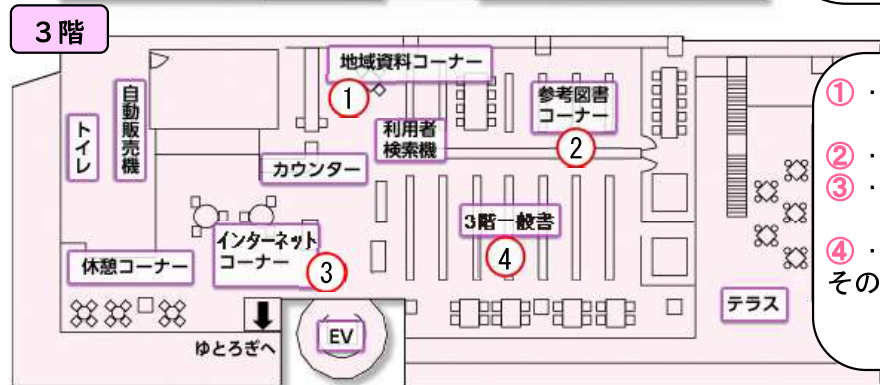 3階
地域資料コーナー
①
自動販売機
トイレ
参考図書
コーナー
②
利用者
検索機
カウンター
3階一般書
④
インターネット
コーナー
③
休憩コーナー
テラス
EV
ゆとろぎへ
① ・
② ・
③ ・
④ ・
その